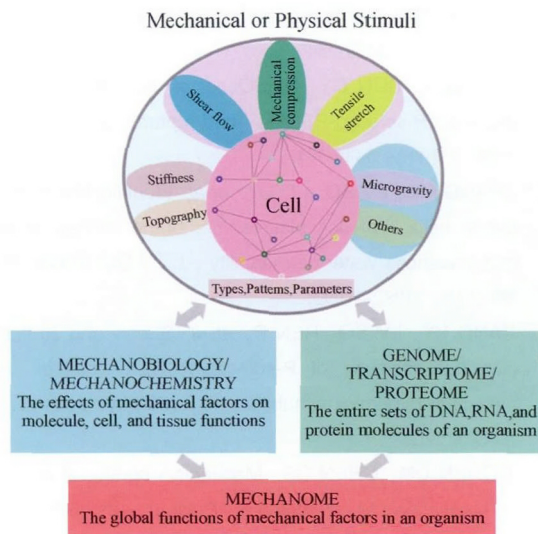 Mechanical or Physical Stimuli
Shear flow
Mechanical
compression
Tensile
stretch
Stiffness
Topography
Cell
Microgravity
Others
Types,Pattems,Parameters
MECHANOBIOLOGY/
MECHANOCHEMISTRY
The effects of mechanical factors on
molecule, cell, and tissue functions
GENOME/
TRANSCRIPTOME/
PROTEOME
The entire sets of DNA,RNA,and
protein molecules of an organism
MECHANOME
The global functions of mechanical factors in an organism